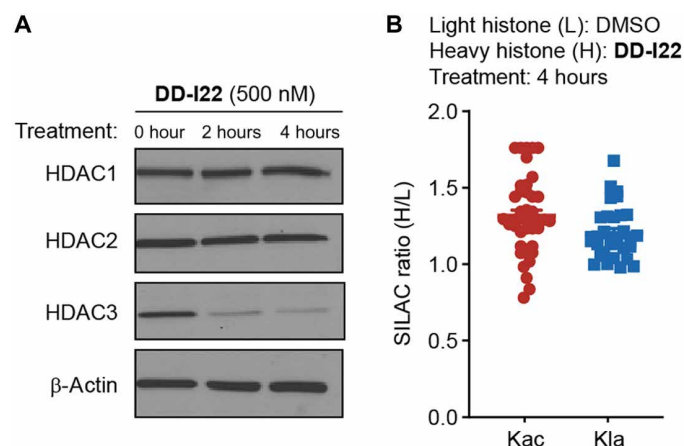 A
DD-I22 (500 nM)
Treatment: 0 hour 2 hours 4 hours
HDAC1
HDAC2
HDAC3
β-Actin
B
Light histone (L): DMSO
Heavy histone (H): DD-I22
Treatment: 4 hours
SILAC ratio (H/L)
2.0
1.5
1.0
0.5
0.0
Kac Kla